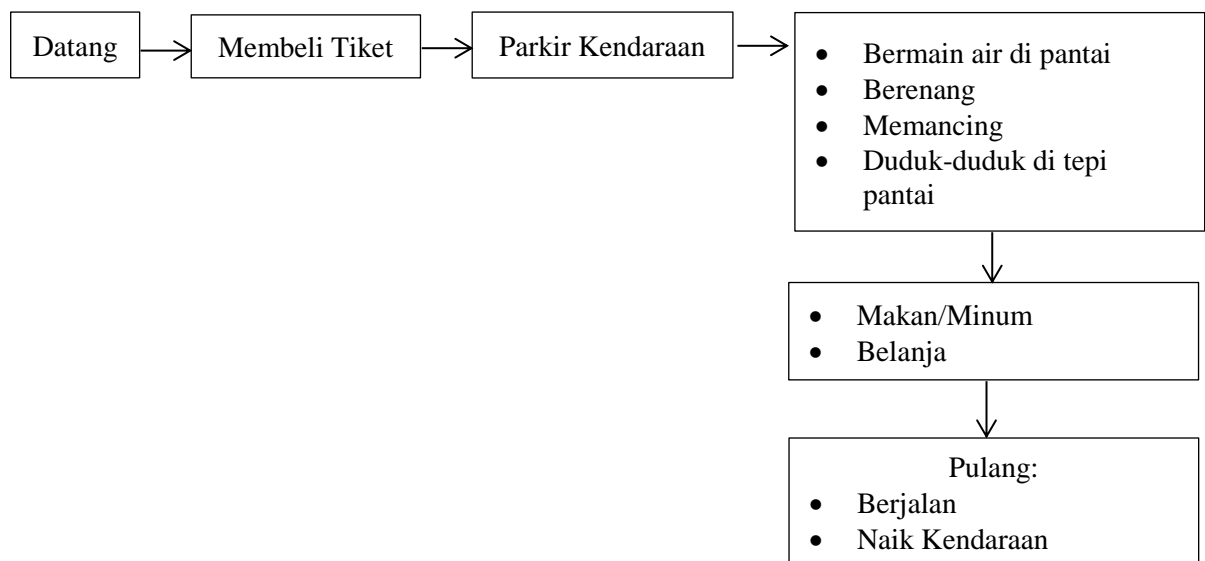 Datang
Membeli Tiket
Parkir Kendaraan
• Bermain air di pantai
• Berenang
• Memancing
• Duduk-duduk di tepi
pantai
• Makan/Minum
• Belanja
Pulang:
• Berjalan
• Naik Kendaraan